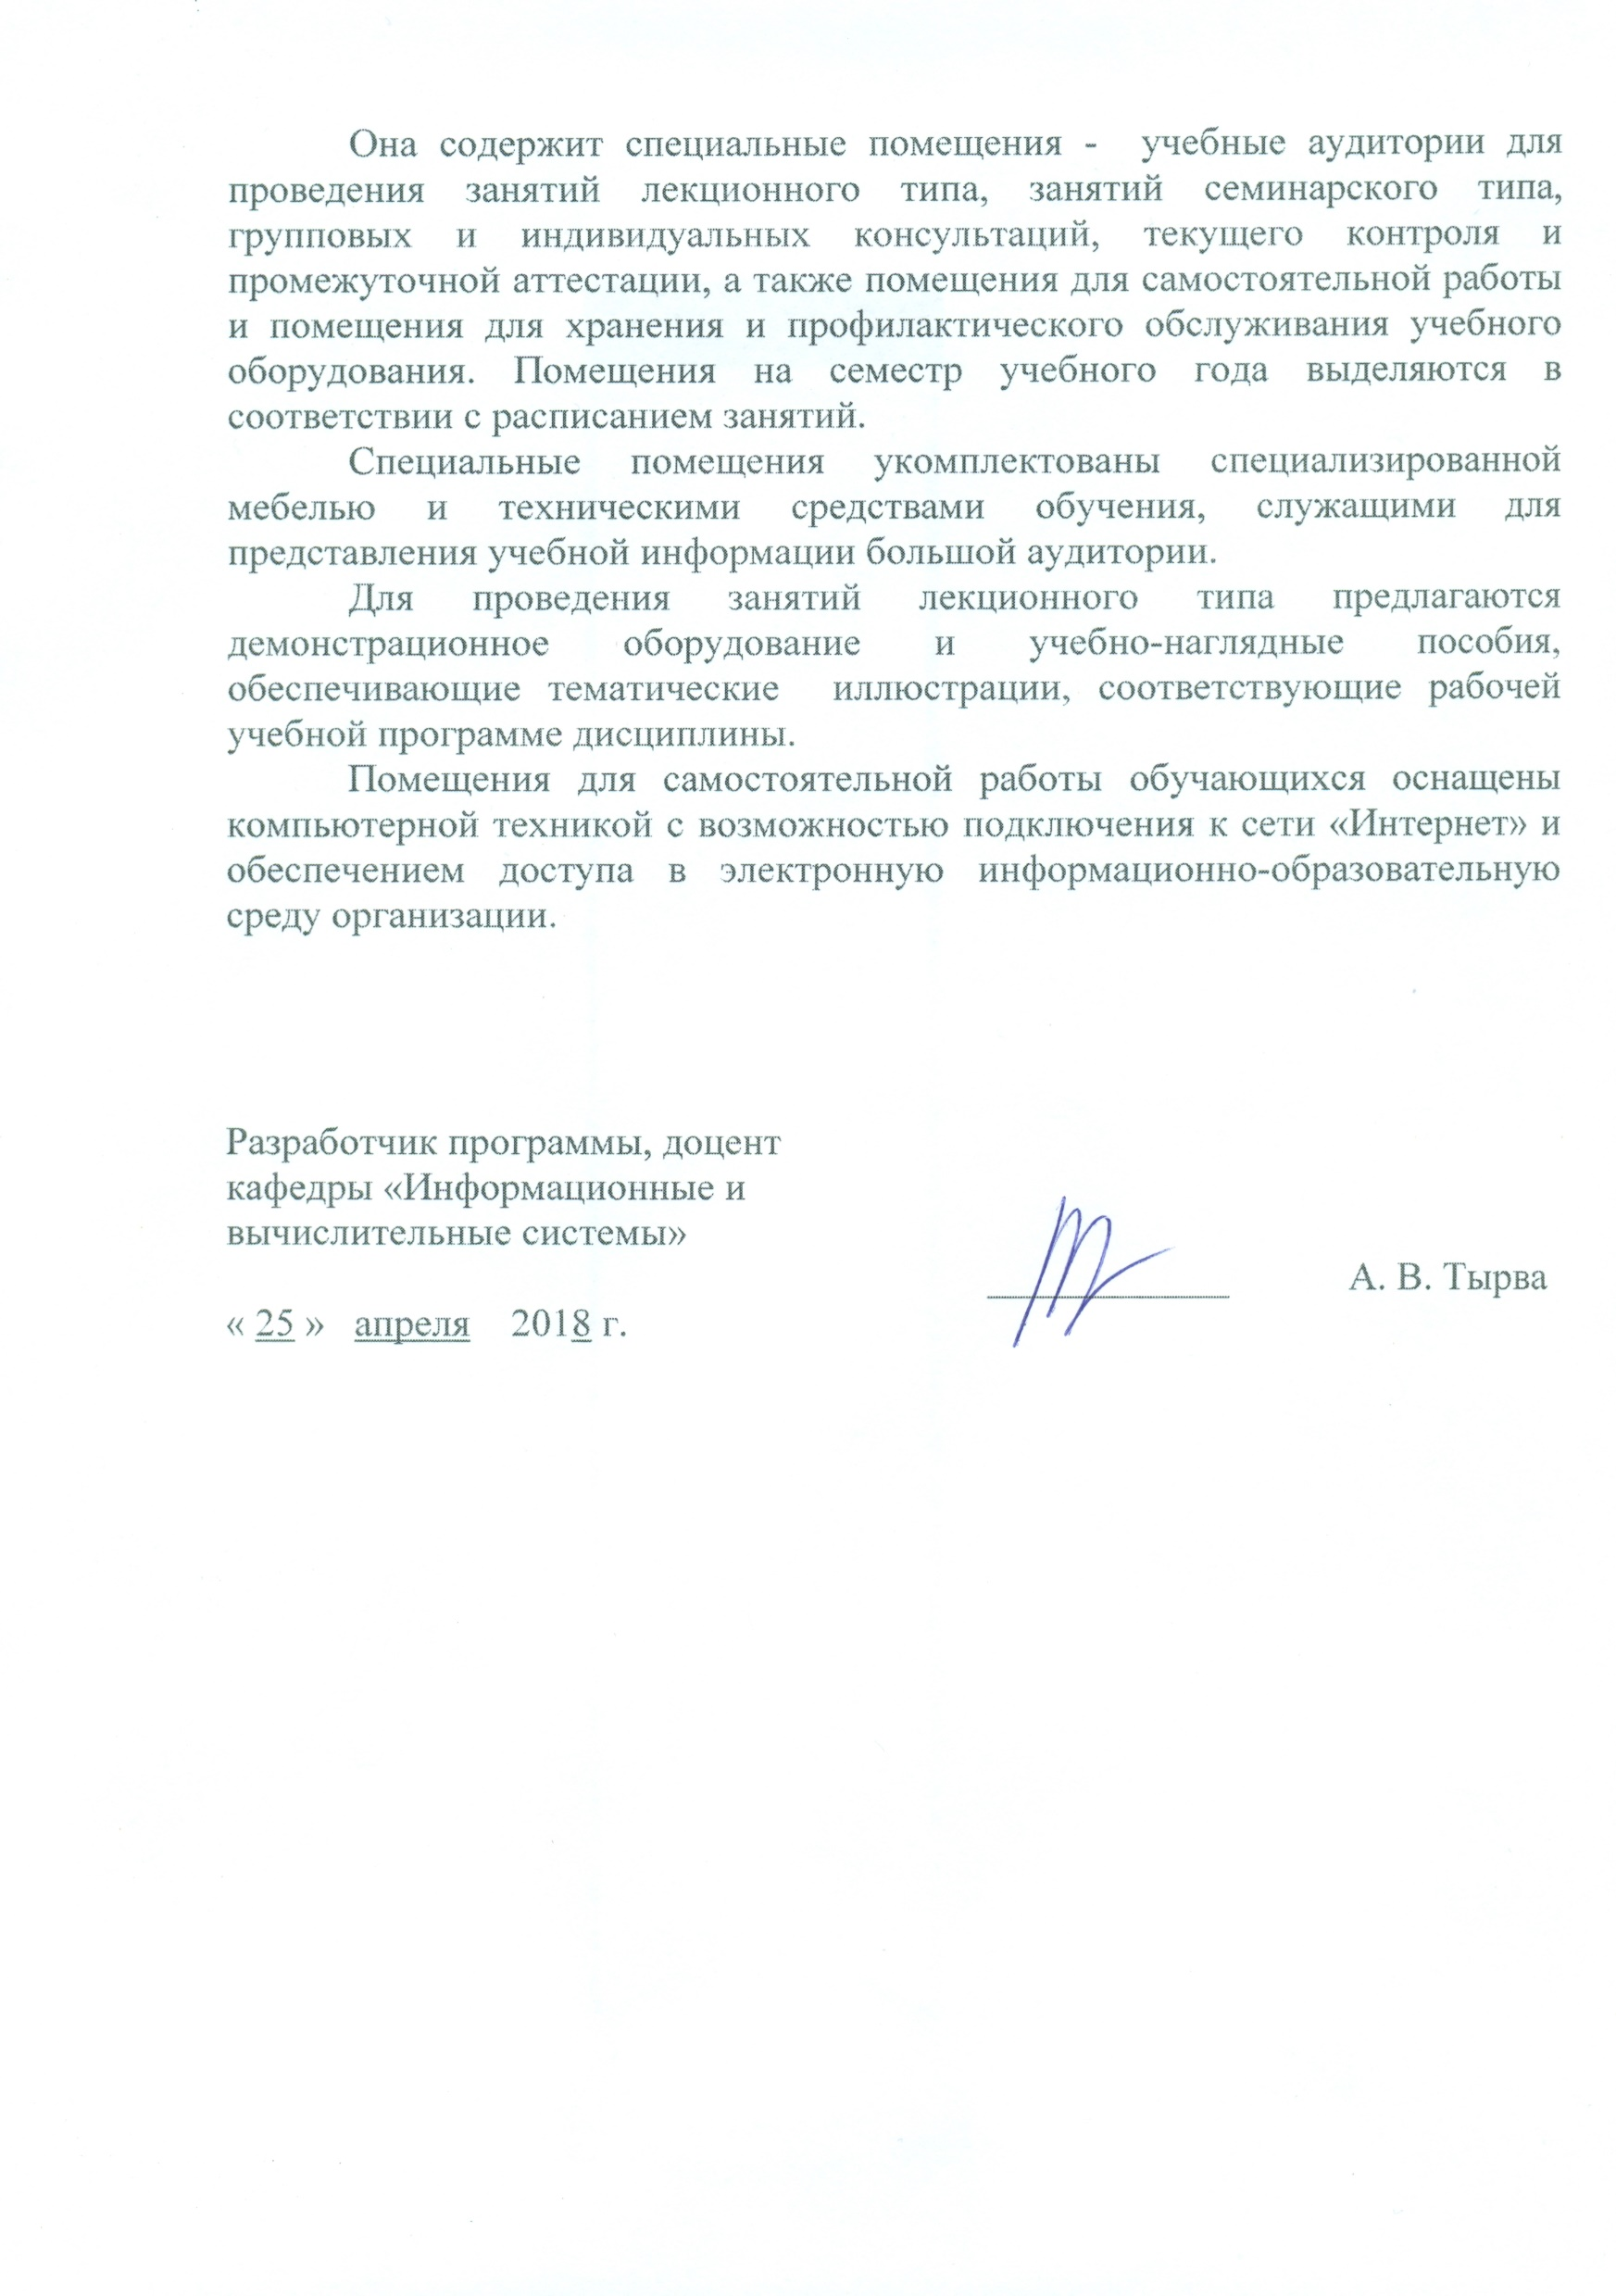 Она содержит специальные помещения - учебные аудитории для
проведения занятий лекционного типа, занятий семинарского типа,
групповых и индивидуальных консультаций, текущего контроля и
промежуточной аттестации, а также помещения для самостоятельной работы
и помещения для хранения и профилактического обслуживания учебного
оборудования. Помещения на семестр учебного года выделяются в
соответствии с расписанием занятий.
Специальные помещения укомплектованы специализированной
мебелью и техническими средствами обучения, служащими для
представления учебной информации большой аудитории.
Для проведения занятий лекционного типа предлагаются
демонстрационное оборудование и учебно-наглядные пособия,
обеспечивающие тематические иллюстрации, соответствующие рабочей
учебной программе дисциплины.
Помещения для самостоятельной работы обучающихся оснащены
компьютерной техникой с возможностью подключения к сети «Интернет» и
обеспечением доступа в электронную информационно-образовательную
среду организации.
Разработчик программы, доцент
кафедры «Информационные и
вычислительные системы»
А. В. Тырва
« 25 » апреля 2018 г.